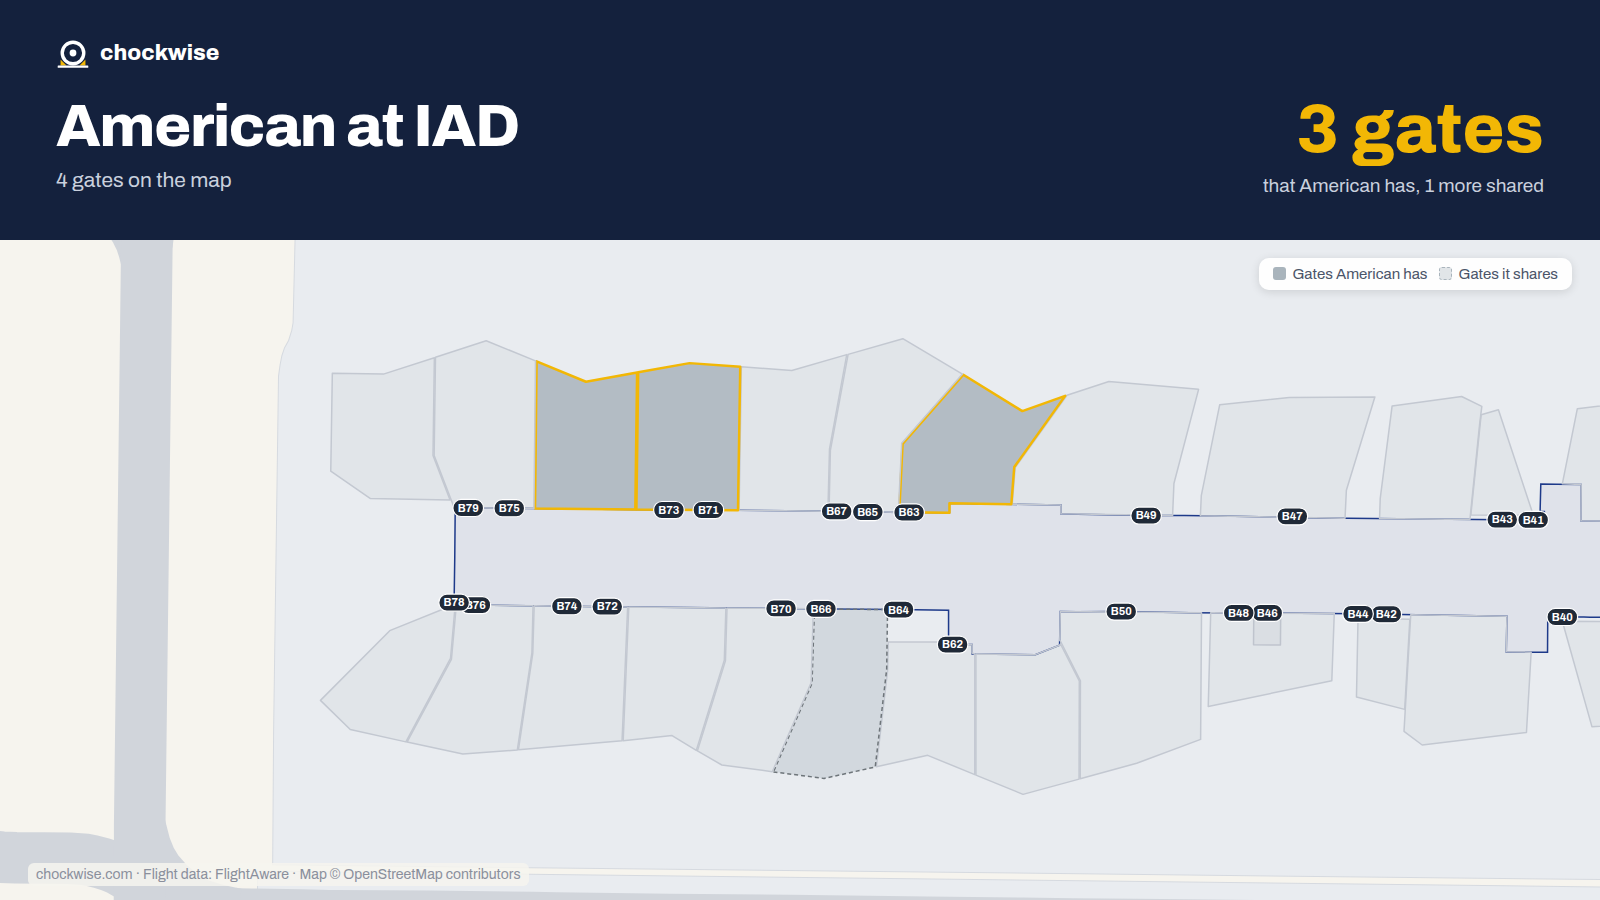 chockwise
American at IAD
4 gates on the map
3 gates
that American has, 1 more shared
Gates American has
Gates it shares
B79
B75
B73
B71
B67
B65
B63
B49
B47
B43
B41
B78
B76
B74
B72
B70
B66
B64
B62
B50
B48
B46
B44
B42
B40
chockwise.com · Flight data: FlightAware · Map © OpenStreetMap contributors